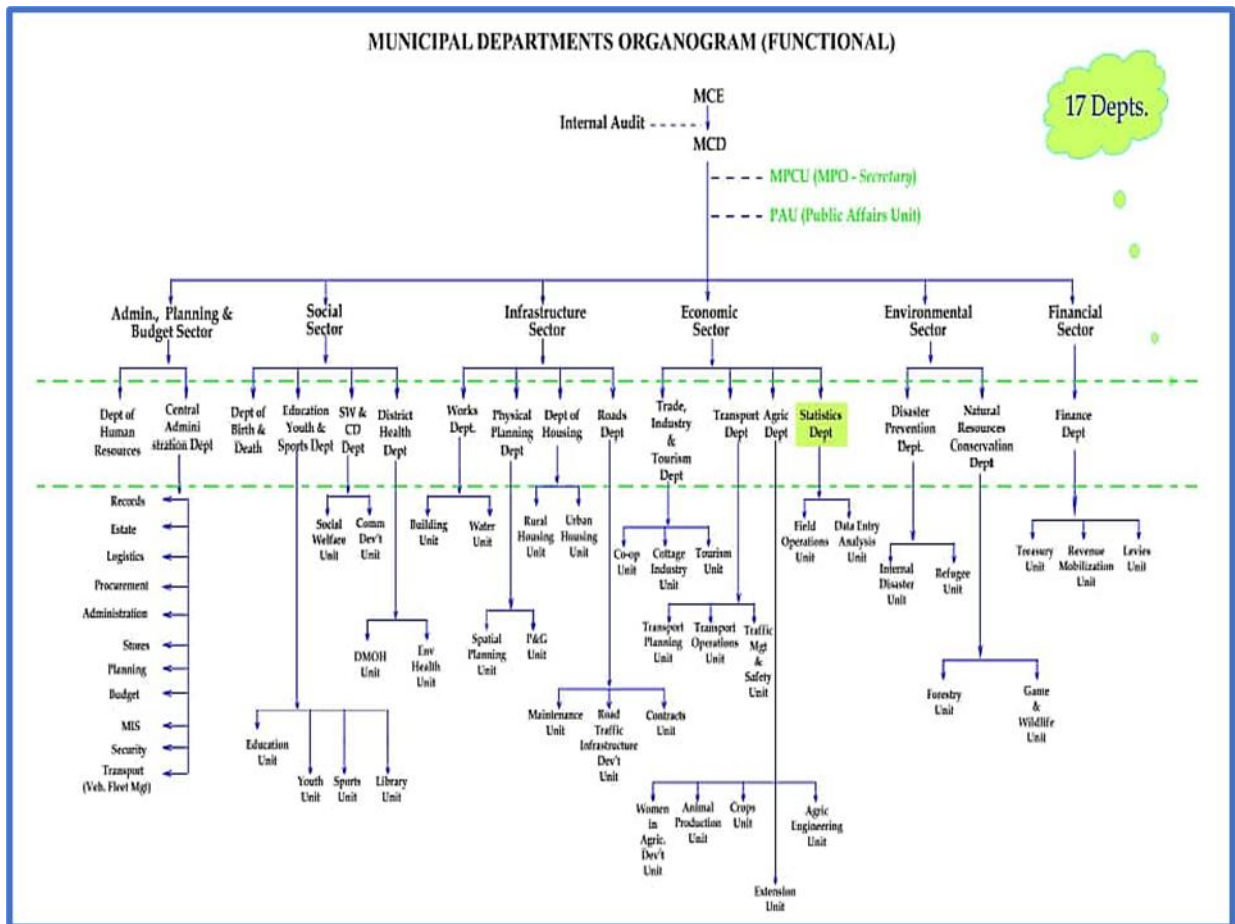 MUNICIPAL DEPARTMENTS ORGANOGRAM (FUNCTIONAL)
17 Depts.
MCE
Internal Audit
MCD
MPCU (MPO - Secretary)
PAU (Public Affairs Unit)
Admin., Planning &
Budget Sector
Social
Sector
Infrastructure
Sector
Economic
Sector
Environmental
Sector
Financial
Sector
Dept of
Human
Resources
Central
Admini
stration Dept
Dept of
Birth &
Death
Education
Youth &
Sports Dept
SW &
CD
Dept
District
Health
Dept
Works
Dept.
Physical
Planning
Dept
Dept of
Housing
Roads
Dept
Trade,
Industry
&
Tourism
Dept
Transport
Dept
Agric
Dept
Statistics
Dept
Disaster
Prevention
Dept.
Natural
Resources
Conservation
Dept
Finance
Dept
Records
Estate
Logistics
Procurement
Administration
Stores
Planning
Budget
MIS
Security
Transport
(Veh. Fleet Mgt)
Social
Welfare
Unit
Comm
Dev't
Unit
Building
Unit
Water
Unit
Rural
Housing
Unit
Urban
Housing
Unit
Co-op
Unit
Cottage
Industry
Unit
Tourism
Unit
Field
Operations
Unit
Data Entry
Analysis
Unit
Internal
Disaster
Unit
Refugee
Unit
Treasury
Unit
Revenue
Mobilization
Unit
Levies
Unit
DMOH
Unit
Env
Health
Unit
Spatial
Planning
Unit
P&G
Unit
Transport
Planning
Unit
Transport
Operations
Unit
Traffic
Mgt
&
Safety
Unit
Forestry
Unit
Game
&
Wildlife
Unit
Education
Unit
Youth
Unit
Sports
Unit
Library
Unit
Maintenance
Unit
Road
Traffic
Infrastructure
Dev't Unit
Contracts
Unit
Women
in
Agric.
Dev't
Unit
Animal
Production
Unit
Crops
Unit
Agric
Engineering
Unit
Extension
Unit